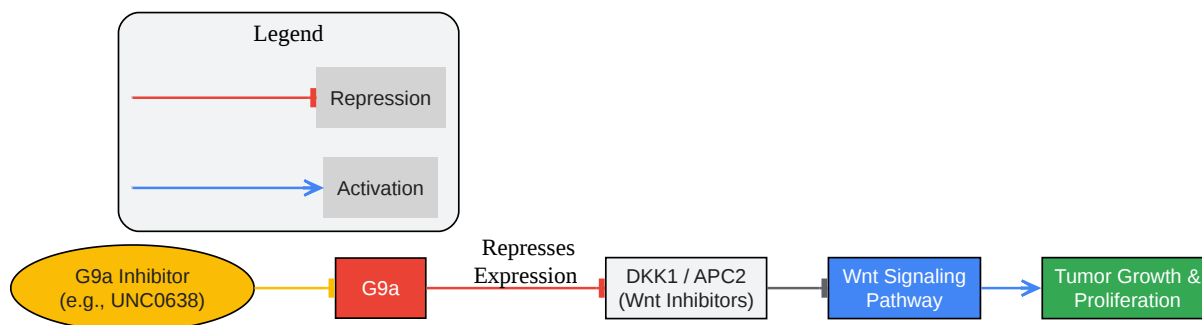 Legend
Repression
Activation
Represses
Expression
G9a Inhibitor
(e.g., UNC0638)
G9a
DKK1 / APC2
(Wnt Inhibitors)
Wnt Signaling
Pathway
Tumor Growth &
Proliferation